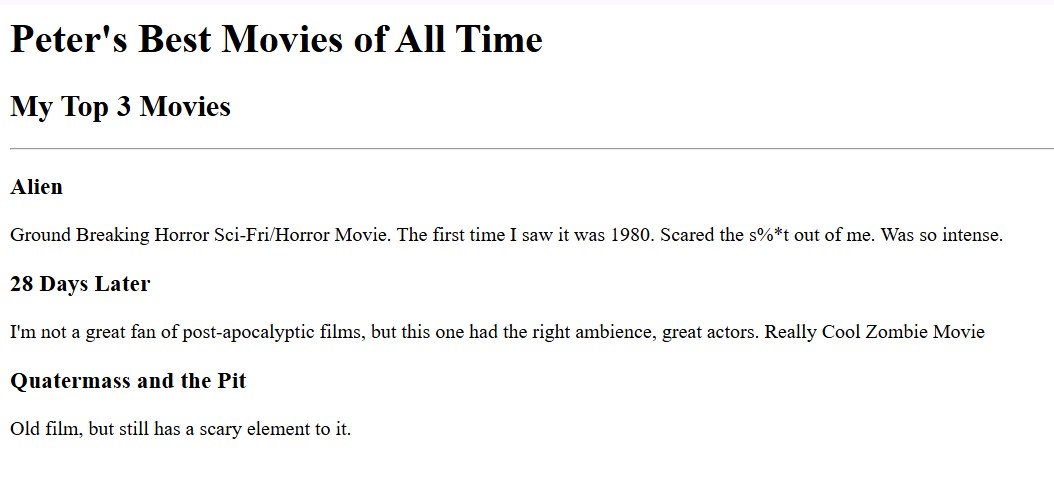 Peter's Best Movies of All Time
My Top 3 Movies
Alien
Ground Breaking Horror Sci-Fri/Horror Movie. The first time I saw it was 1980. Scared the s%*t out of me. Was so intense.
28 Days Later
I'm not a great fan of post-apocalyptic films, but this one had the right ambience, great actors. Really Cool Zombie Movie
Quatermass and the Pit
Old film, but still has a scary element to it.